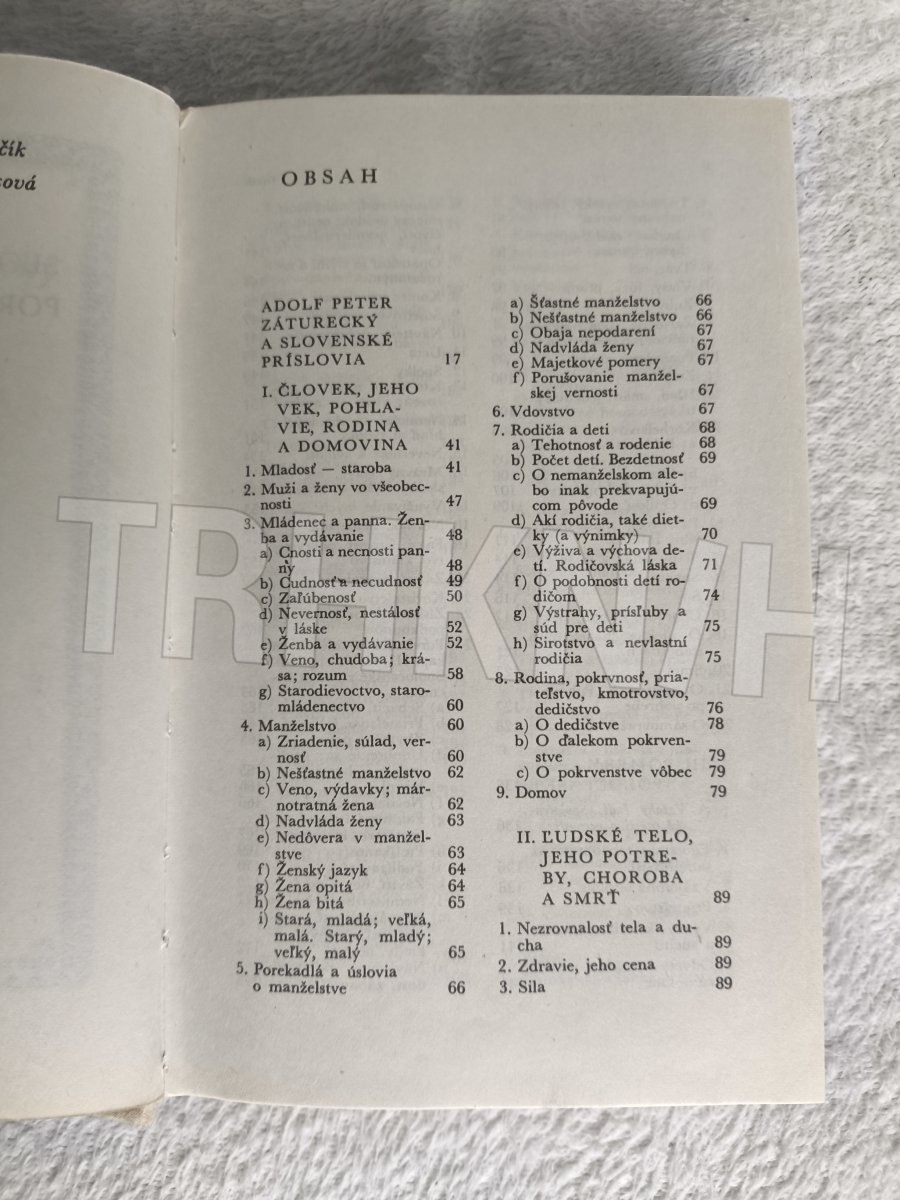 čík
sová
OBSAH
ADOLF PETER
ZÁTURECKÝ
A SLOVENSKÉ
PRÍSLOVIA 17
I. ČLOVEK, JEHO
VEK, POHLA-
VIE, RODINA
A DOMOVINA 41
1. Mladosť — staroba 41
2. Muži a ženy vo všeobec-
nosti 47
3. Mládenec a panna. Žen-
ba a vydávanie 48
a) Cnosti a necnosti pan-
ny 48
b) Cudnosť a necudnosť 49
c) Zaľúbenosť 50
d) Nevernosť, nestálosť
v láske 52
e) Ženba a vydávanie 52
f) Veno, chudoba; krá-
sa; rozum 58
g) Starodievoctvo, staro-
mládenectvo 60
4. Manželstvo 60
a) Zriadenie, súlad, ver-
nosť 60
b) Nešťastné manželstvo 62
c) Veno, výdavky; már-
notratná žena 62
d) Nadvláda ženy 63
e) Nedôvera v manžel-
stve 63
f) Ženský jazyk 64
g) Žena opitá 64
h) Žena bitá 65
i) Stará, mladá; veľká,
malá. Starý, mladý;
veľký, malý 65
5. Porekadlá a úslovia
o manželstve 66
a) Šťastné manželstvo 66
b) Nešťastné manželstvo 66
c) Obaja nepodarení 67
d) Nadvláda ženy 67
e) Majetkové pomery 67
f) Porušovanie manžel-
skej vernosti 67
6. Vdovstvo 67
7. Rodičia a deti 68
a) Tehotnosť a rodenie 68
b) Počet detí. Bezdetnosť 69
c) O nemanželskom ale-
bo inak prekvapujú-
com pôvode 69
d) Akí rodičia, také diet-
ky (a výnimky) 70
e) Výživa a výchova de-
tí. Rodičovská láska 71
f) O podobnosti detí ro-
dičom 74
g) Výstrahy, prísľuby a
súd pre deti 75
h) Sirotstvo a nevlastní
rodičia 75
8. Rodina, pokrvnosť, pria-
teľstvo, kmotrovstvo,
dedičstvo 76
a) O dedičstve 78
b) O ďalekom pokrven-
stve 79
c) O pokrvenstve vôbec 79
9. Domov 79
II. ĽUDSKÉ TELO,
JEHO POTRE-
BY, CHOROBA
A SMRŤ 89
1. Nezrovnalosť tela a du-
cha 89
2. Zdravie, jeho cena 89
3. Sila 89